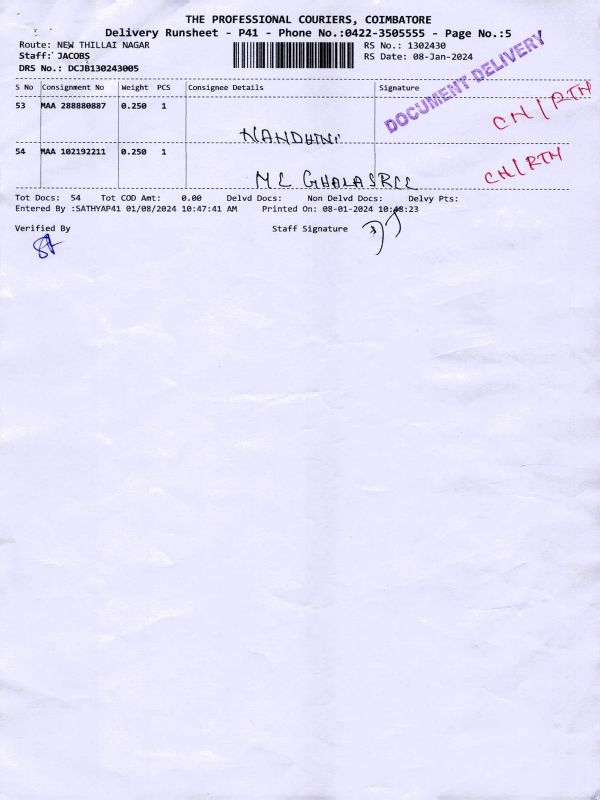 THE PROFESSIONAL COURIERS, COIMBATORE
Delivery Runsheet - P41 - Phone No.:0422-3505555 - Page No.:5
Route: NEW THILLAI NAGAR
RS No.: 1302430
Staff: JACOBS
RS Date: 08-Jan-2024
DRS No.: DCJB130243005
DOCUMENT DELIVERY
S No Consignment No Weight PCS Consignee Details Signature
53 MAA 288880887 0.250 1
CH/RTH
NANDHINI
54 MAA 102192211 0.250 1
CH/RTH
Tot Docs: 54 Tot COD Amt: 0.00 Delvd Docs: Non Delvd Docs: Delvy Pts:
Entered By :SATHYAP41 01/08/2024 10:47:41 AM Printed On: 08-01-2024 10:48:23
Verified By Staff Signature